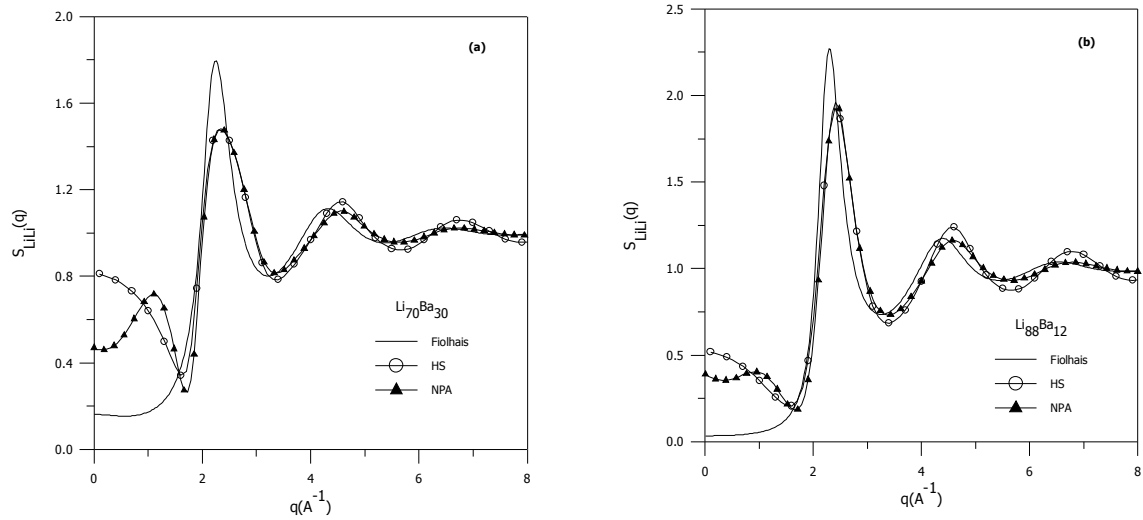 2.0
(a)
1.6
1.2
S_LiLi(q)
0.8
Li70Ba30
Fiolhais
0.4
HS
NPA
0.0
0 2 4 6 8
q(A^-1)
2.5
(b)
2.0
1.5
S_LiLi(q)
1.0
Li88Ba12
Fiolhais
0.5
HS
NPA
0.0
0 2 4 6 8
q(A^-1)